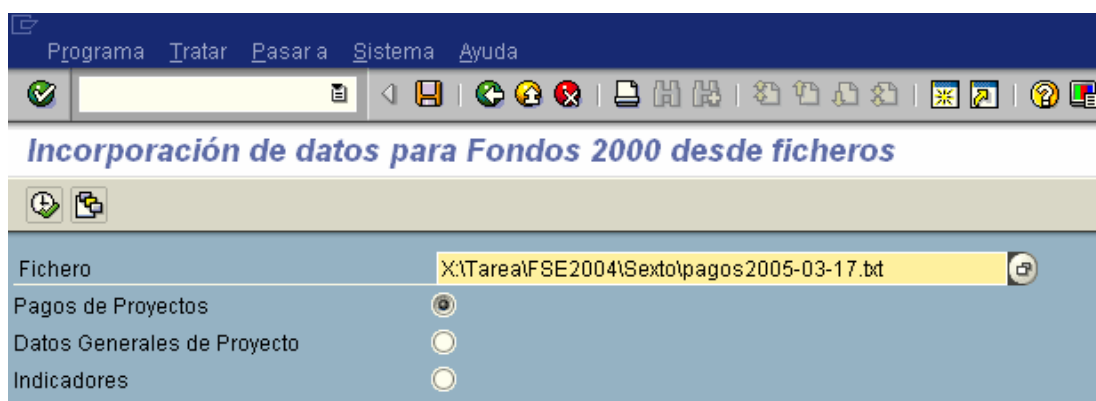 Programa Tratar Pasar a Sistema Ayuda
Incorporación de datos para Fondos 2000 desde ficheros
Fichero X:\Tarea\FSE2004\Sexto\pagos2005-03-17.txt
Pagos de Proyectos
Datos Generales de Proyecto
Indicadores